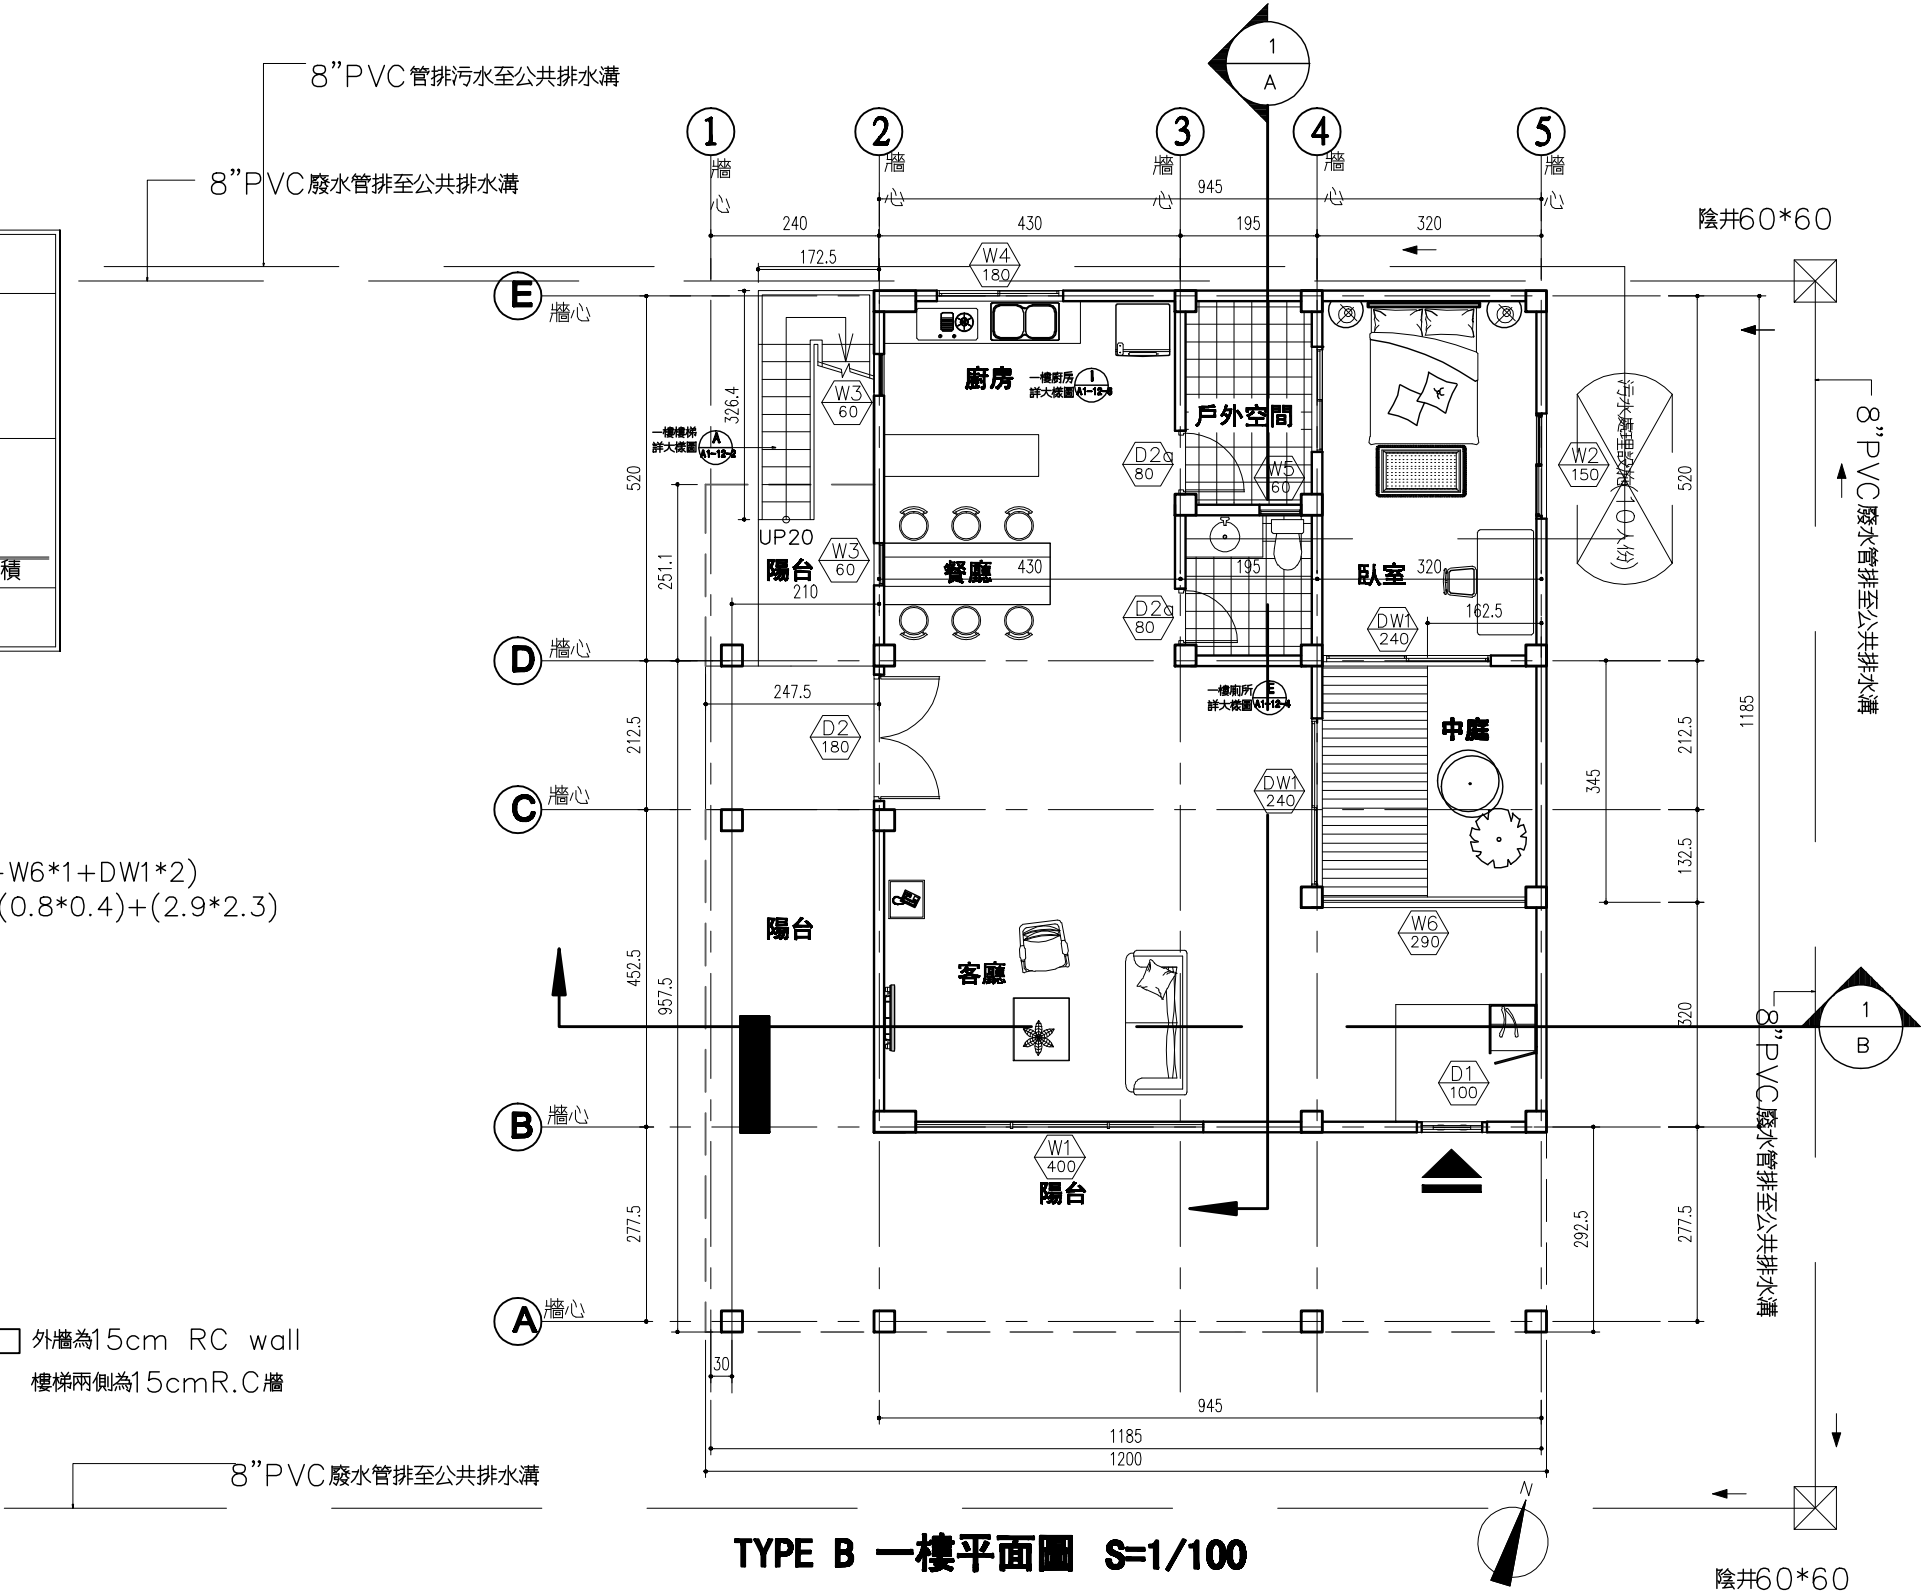 8”PVC管排污水至公共排水溝
8”PVC廢水管排至公共排水溝
1
A
1
2
3
4
5
牆心
牆心
牆心
牆心
牆心
945
240
430
195
320
172.5
陰井60*60
W4
180
E
牆心
廚房
一樓廚房
詳大樣圖
I
A1-12-6
W3
60
326.4
一樓樓梯
詳大樣圖
A
A1-12-2
戶外空間
D2a
80
W5
60
W2
150
污水處理設施(10人份)
520
520
8”PVC廢水管排至公共排水溝
UP20
陽台
W3
60
餐廳
430
195
臥室
320
251.1
210
D2a
80
DW1
240
162.5
積
D
牆心
247.5
一樓廁所
詳大樣圖
E
A1-12-4
中庭
1185
D2
180
212.5
212.5
DW1
240
345
C
牆心
132.5
-W6*1+DW1*2)
(0.8*0.4)+(2.9*2.3)
陽台
W6
290
客廳
452.5
957.5
320
1
B
8”PVC廢水管排至公共排水溝
D1
100
B
牆心
W1
400
陽台
277.5
292.5
277.5
A
牆心
外牆為15cm RC wall
樓梯兩側為15cmR.C牆
30
945
1185
1200
8”PVC廢水管排至公共排水溝
N
TYPE B 一樓平面圖 S=1/100
陰井60*60